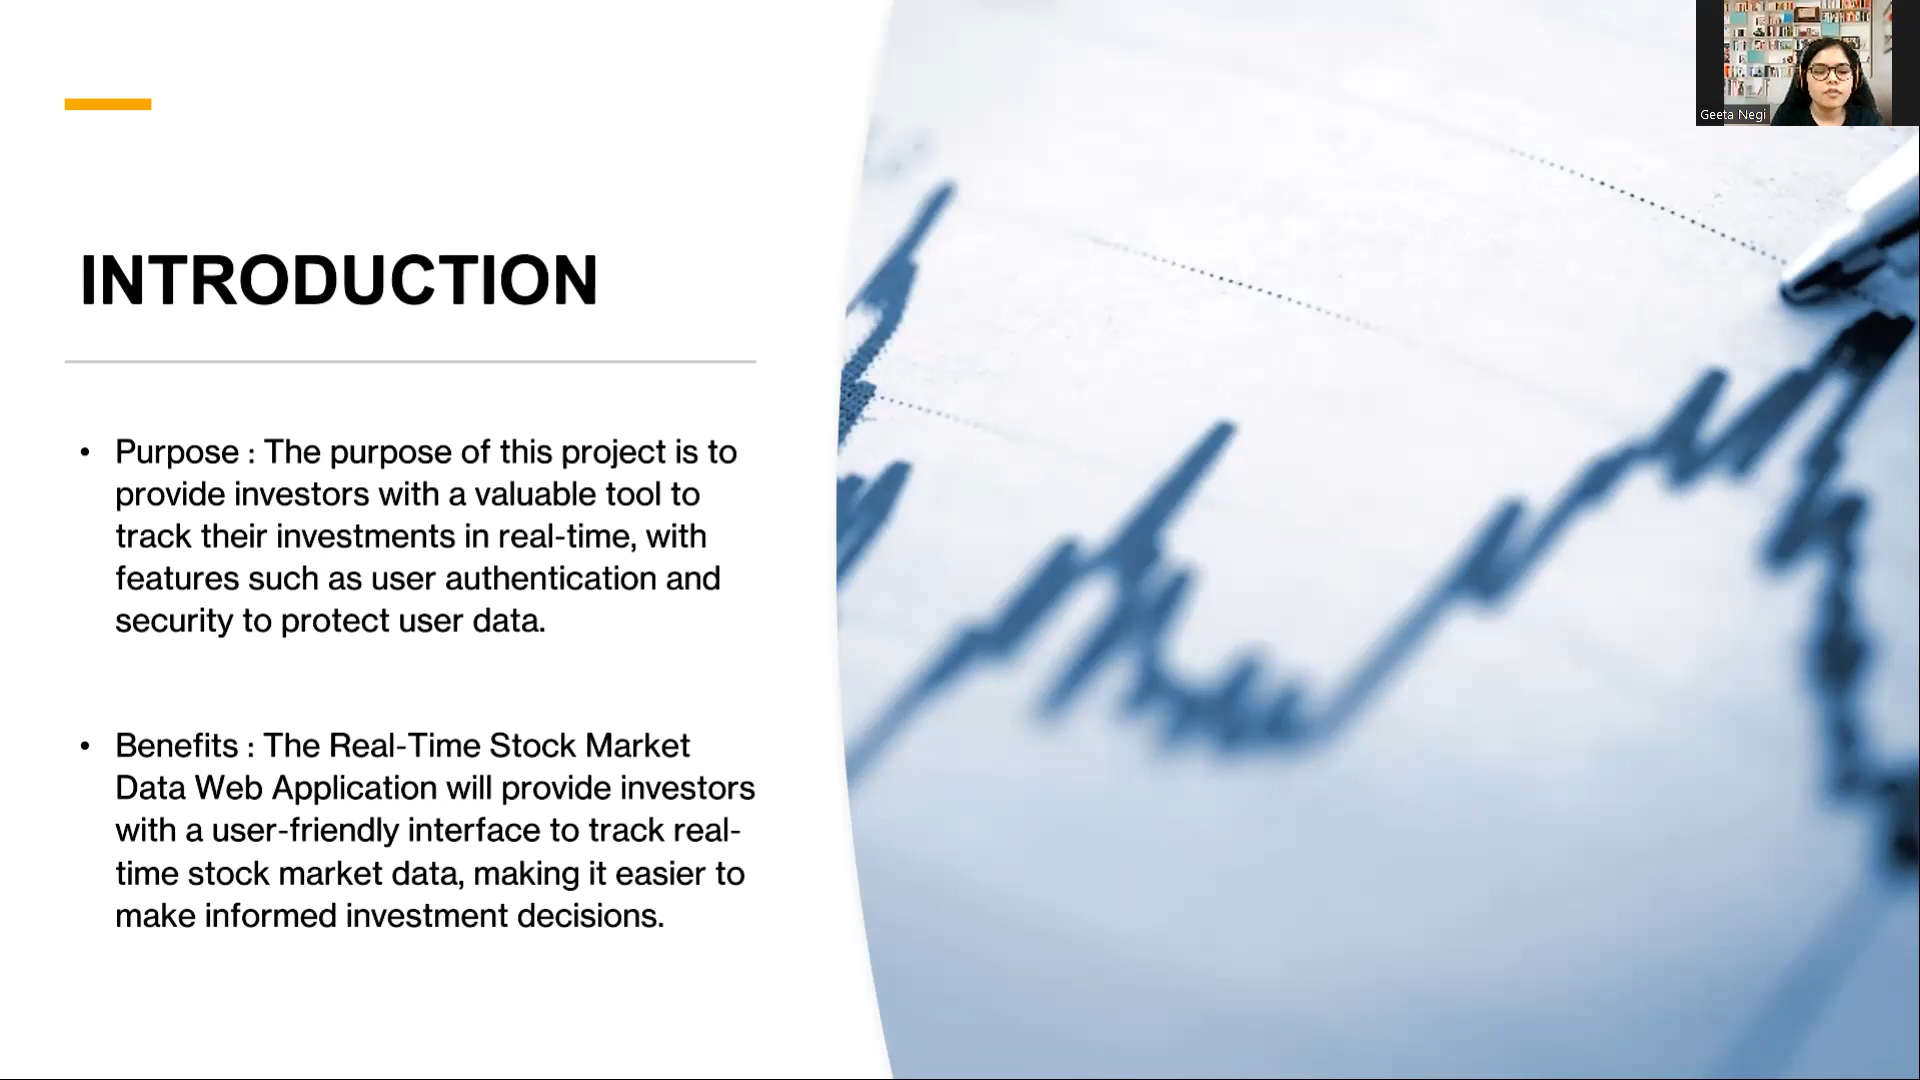 Geeta Negi
INTRODUCTION
• Purpose : The purpose of this project is to
provide investors with a valuable tool to
track their investments in real-time, with
features such as user authentication and
security to protect user data.
• Benefits : The Real-Time Stock Market
Data Web Application will provide investors
with a user-friendly interface to track real-
time stock market data, making it easier to
make informed investment decisions.